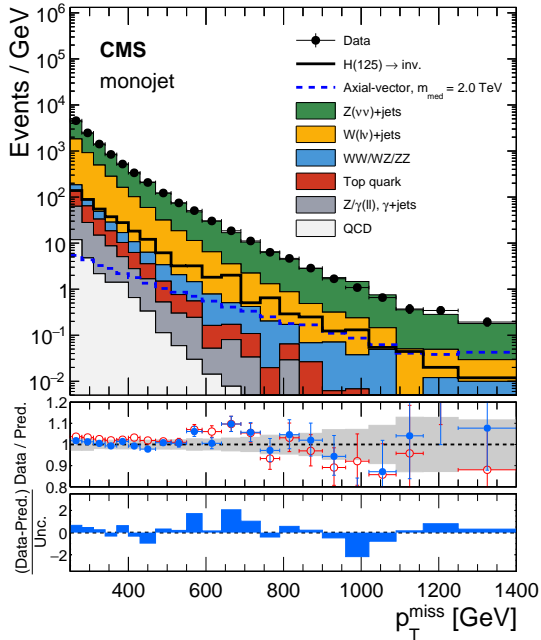 CMS
monojet
Data
H(125) → inv.
Axial-vector, m_med = 2.0 TeV
Z(νν)+jets
W(lν)+jets
WW/WZ/ZZ
Top quark
Z/γ(ll), γ+jets
QCD
Events / GeV
10^6
10^5
10^4
10^3
10^2
10
1
10^−1
10^−2
Data / Pred.
1.2
1.1
1
0.9
0.8
(Data-Pred.)
Unc.
2
0
−2
400 600 800 1000 1200 1400
p_T^miss [GeV]